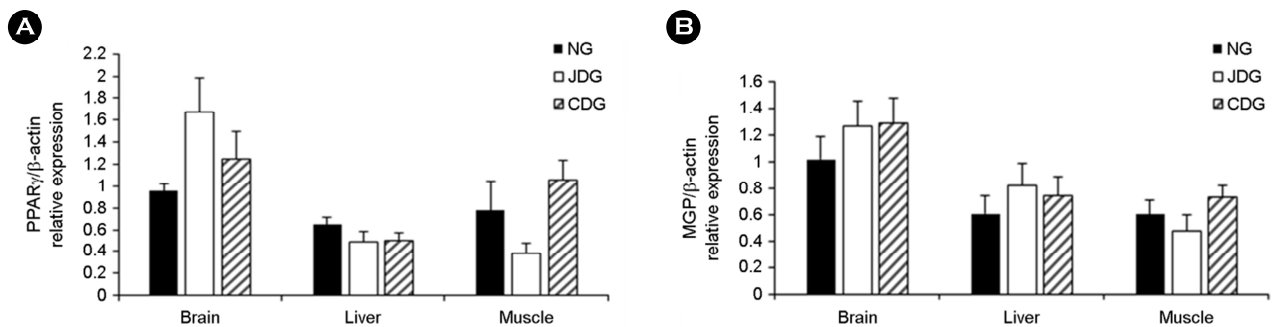 A
PPARγ/β-actin
relative expression
2.2
2
1.8
1.6
1.4
1.2
1
0.8
0.6
0.4
0.2
0
Brain
Liver
Muscle
NG
JDG
CDG
B
MGP/β-actin
relative expression
1.6
1.4
1.2
1
0.8
0.6
0.4
0.2
0
Brain
Liver
Muscle
NG
JDG
CDG